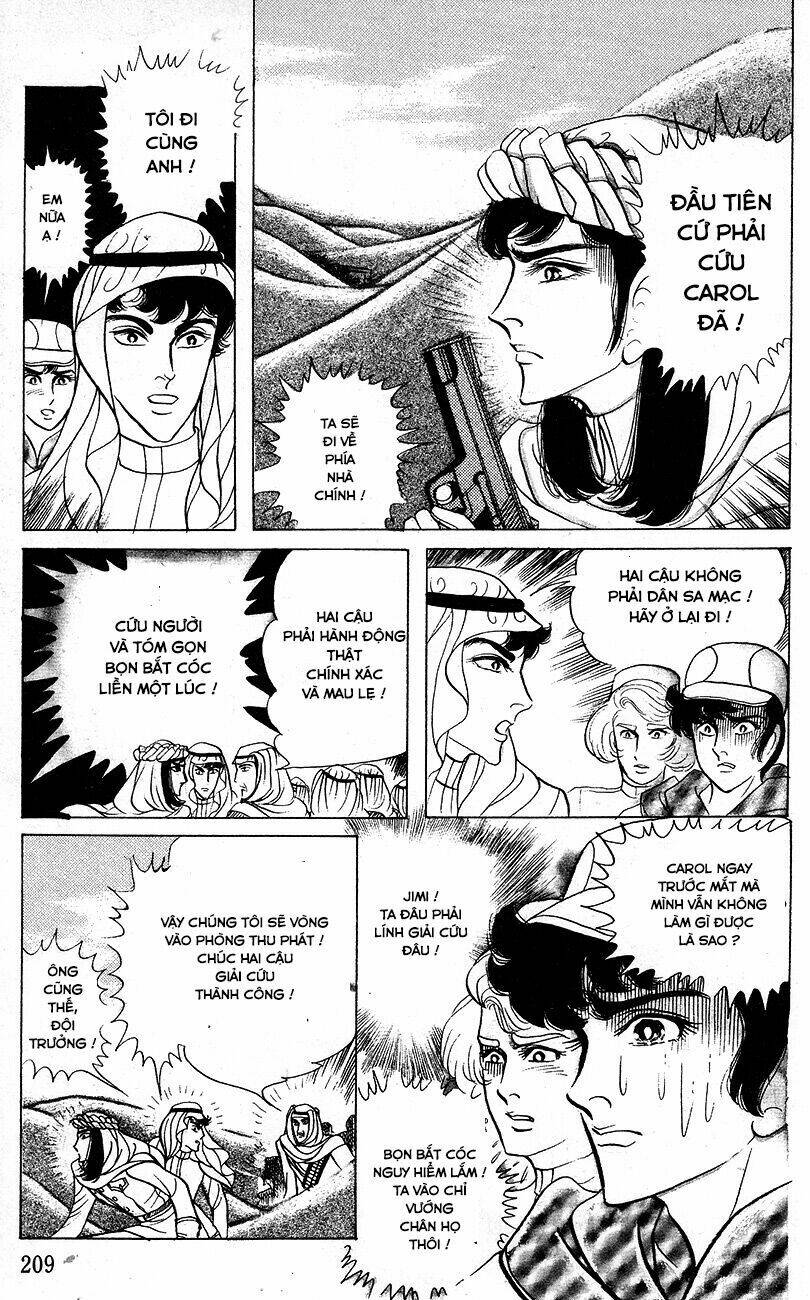 ĐẦU TIÊN
CỨ PHẢI
CỨU
CAROL
ĐÃ !
TA SẼ
ĐI VỀ
PHÍA
NHÀ
CHÍNH !
TÔI ĐI
CÙNG
ANH !
EM
NỮA
Ạ !
HAI CẬU KHÔNG
PHẢI DÂN SA MẠC !
HÃY Ở LẠI ĐI !
HAI CẬU
PHẢI HÀNH ĐỘNG
THẬT
CHÍNH XÁC
VÀ MAU LẸ !
CỨU NGƯỜI
VÀ TÓM GỌN
BỌN BẮT CÓC
LIỀN MỘT LÚC !
CAROL NGAY
TRƯỚC MẮT MÀ
MÌNH VẪN KHÔNG
LÀM GÌ ĐƯỢC
LÀ SAO ?
JIMI !
TA ĐÂU PHẢI
LÍNH GIẢI CỨU
ĐÂU !
BỌN BẮT CÓC
NGUY HIỂM LẮM !
TA VÀO CHỈ
VƯỚNG
CHÂN HỌ
THÔI !
VẬY CHÚNG TÔI SẼ VÒNG
VÀO PHÒNG THU PHÁT !
CHÚC HAI CẬU
GIẢI CỨU
THÀNH CÔNG !
ÔNG
CŨNG
THẾ,
ĐỘI
TRƯỞNG !
209